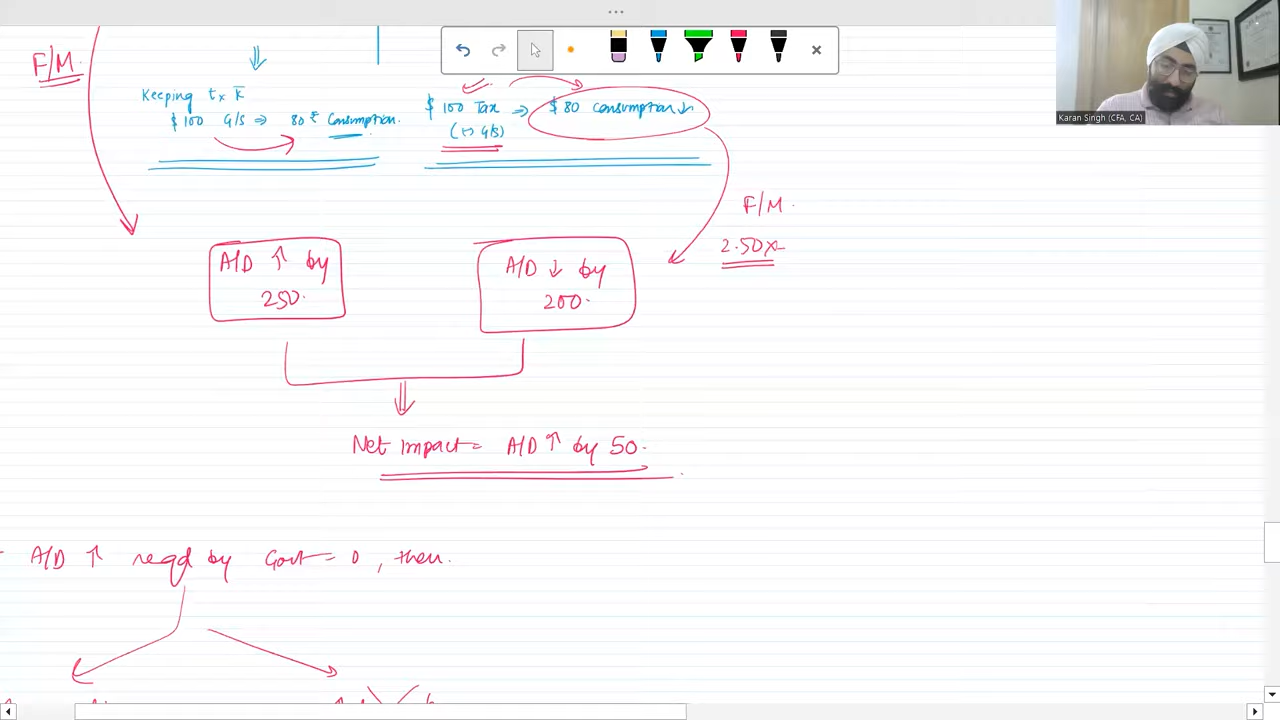 F/M.
Keeping tx K̅
$100 G/S ⇒ 80₹ Consumption.
$100 Tax ⇒ $80 consumption↓
(↔ G/S)
Karan Singh (CFA, CA)
F/M.
2.50x
A/D ↑ by
250.
A/D ↓ by
200.
Net impact = A/D ↑ by 50.
A/D ↑ reqd by Govt = 0, then.